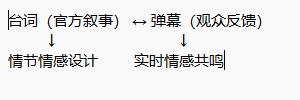 台词（官方叙事）↔ 弹幕（观众反馈）
↓ ↓
情节情感设计 实时情感共鸣